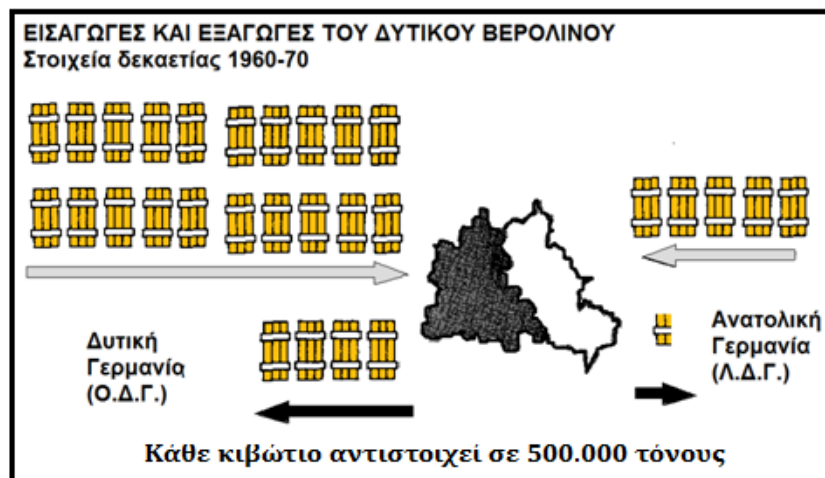 ΕΙΣΑΓΩΓΕΣ ΚΑΙ ΕΞΑΓΩΓΕΣ ΤΟΥ ΔΥΤΙΚΟΥ ΒΕΡΟΛΙΝΟΥ
Στοιχεία δεκαετίας 1960-70
Δυτική
Γερμανία
(Ο.Δ.Γ.)
Ανατολική
Γερμανία
(Λ.Δ.Γ.)
Κάθε κιβώτιο αντιστοιχεί σε 500.000 τόνους